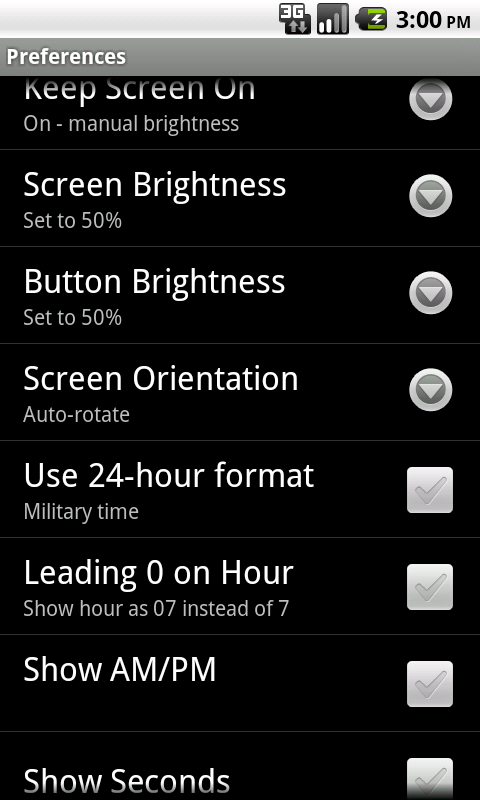 3G 3:00 PM
Preferences
Keep Screen On
On - manual brightness
Screen Brightness
Set to 50%
Button Brightness
Set to 50%
Screen Orientation
Auto-rotate
Use 24-hour format
Military time
Leading 0 on Hour
Show hour as 07 instead of 7
Show AM/PM
Show Seconds